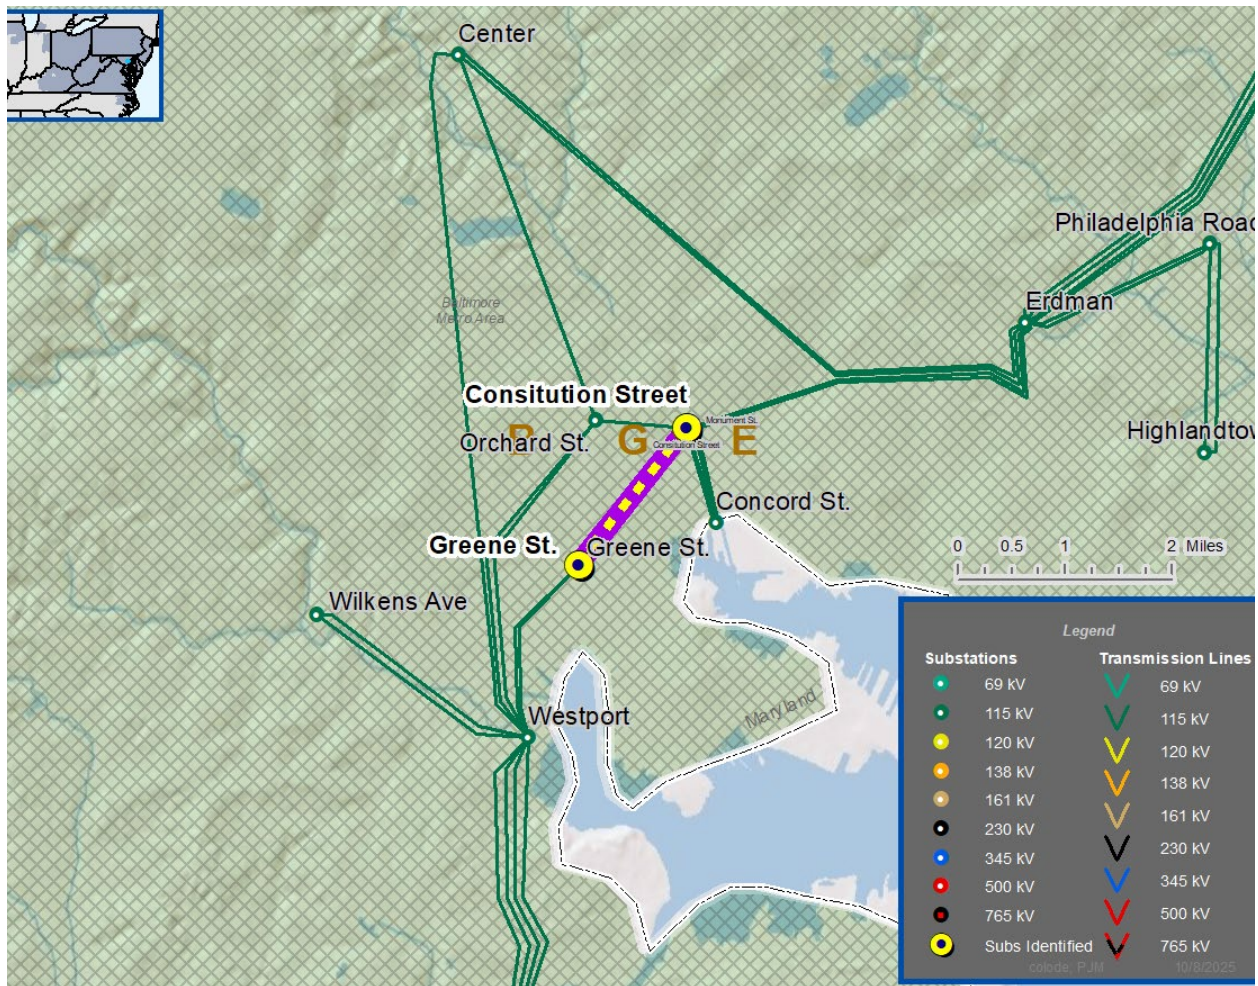 Center
Philadelphia Road
Erdman
Baltimore
Metro Area
Consitution Street
Monument St.
Orchard St.
B G E
Consitution Street
Highlandtow
Concord St.
Greene St.
Greene St.
0 0.5 1 2 Miles
Wilkens Ave
Westport
Maryland
Legend
Substations
69 kV
115 kV
120 kV
138 kV
161 kV
230 kV
345 kV
500 kV
765 kV
Subs Identified
Transmission Lines
69 kV
115 kV
120 kV
138 kV
161 kV
230 kV
345 kV
500 kV
765 kV
colode, PJM 10/8/2025